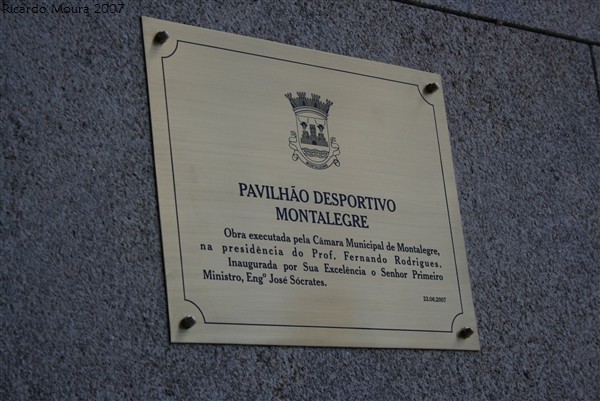 Ricardo Moura 2007
PAVILHÃO DESPORTIVO
MONTALEGRE
Obra executada pela Câmara Municipal de Montalegre,
na presidência do Prof. Fernando Rodrigues.
Inaugurada por Sua Excelência o Senhor Primeiro
Ministro, Engº José Sócrates.
23.06.2007